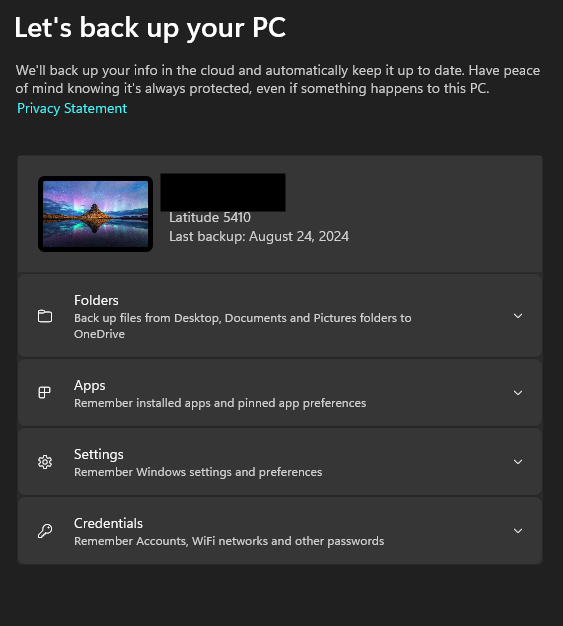 Let's back up your PC
We'll back up your info in the cloud and automatically keep it up to date. Have peace
of mind knowing it's always protected, even if something happens to this PC.
Privacy Statement
Latitude 5410
Last backup: August 24, 2024
Folders
Back up files from Desktop, Documents and Pictures folders to
OneDrive
Apps
Remember installed apps and pinned app preferences
Settings
Remember Windows settings and preferences
Credentials
Remember Accounts, WiFi networks and other passwords